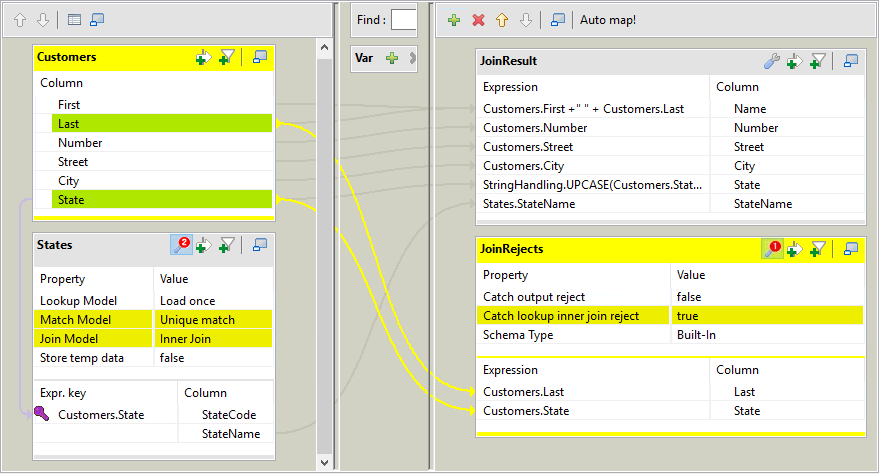 Find :
Auto map!
Customers
Column
First
Last
Number
Street
City
State
States
2
Property Value
Lookup Model Load once
Match Model Unique match
Join Model Inner Join
Store temp data false
Expr. key Column
Customers.State StateCode
StateName
Var
JoinResult
Expression Column
Customers.First +" " + Customers.Last Name
Customers.Number Number
Customers.Street Street
Customers.City City
StringHandling.UPCASE(Customers.Stat... State
States.StateName StateName
JoinRejects
1
Property Value
Catch output reject false
Catch lookup inner join reject true
Schema Type Built-In
Expression Column
Customers.Last Last
Customers.State State